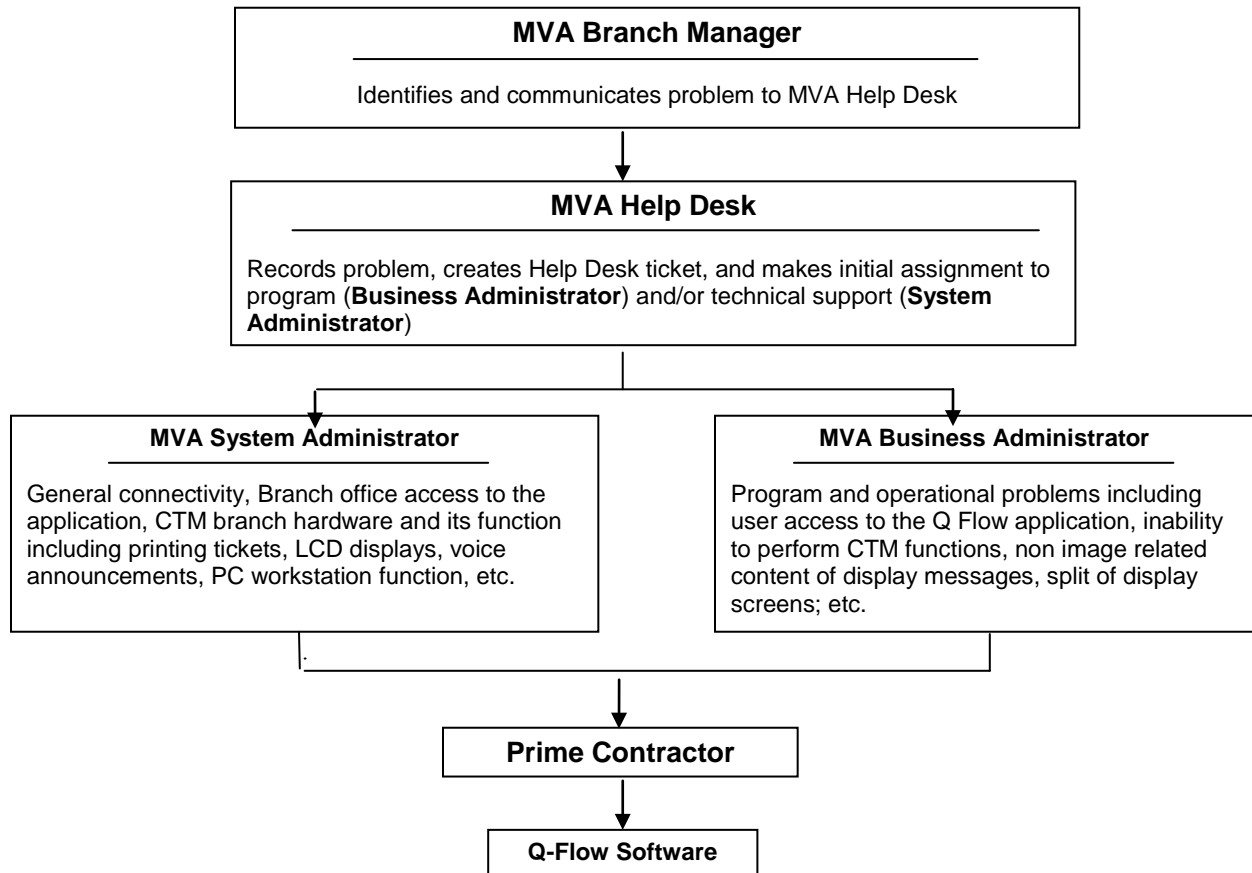 MVA Branch Manager
Identifies and communicates problem to MVA Help Desk
MVA Help Desk
Records problem, creates Help Desk ticket, and makes initial assignment to
program (Business Administrator) and/or technical support (System
Administrator)
MVA System Administrator
General connectivity, Branch office access to the
application, CTM branch hardware and its function
including printing tickets, LCD displays, voice
announcements, PC workstation function, etc.
MVA Business Administrator
Program and operational problems including
user access to the Q Flow application, inability
to perform CTM functions, non image related
content of display messages, split of display
screens; etc.
.
Prime Contractor
Q-Flow Software